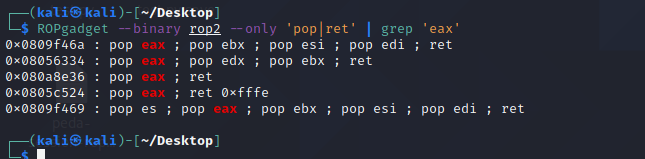 ┌──(kali㉿kali)-[~/Desktop]
└─$ ROPgadget --binary rop2 --only 'pop|ret' | grep 'eax'
0x0809f46a : pop eax ; pop ebx ; pop esi ; pop edi ; ret
0x08056334 : pop eax ; pop edx ; pop ebx ; ret
0x080a8e36 : pop eax ; ret
0x0805c524 : pop eax ; ret 0xfffe
0x0809f469 : pop es ; pop eax ; pop ebx ; pop esi ; pop edi ; ret
peda-
┌──(kali㉿kali)-[~/Desktop]
└─$